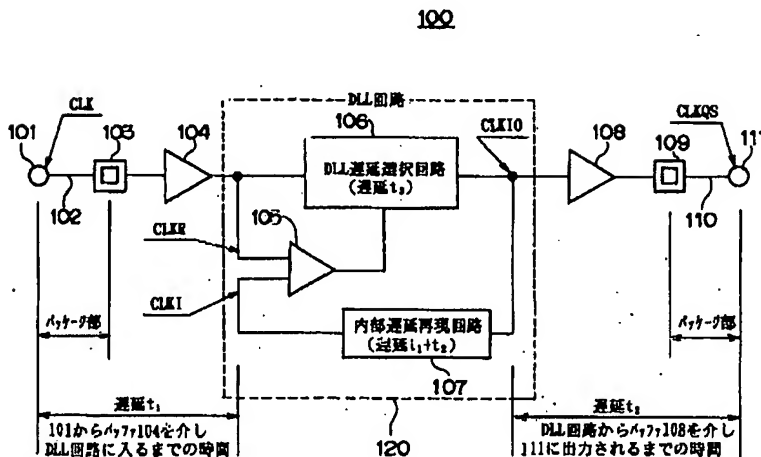 100
CLK
DLL回路
101
103
104
106
CLKIO
108
109
CLKQS
111
DLL遅延選択回路
(遅延t₃)
102
105
110
CLKR
CLKI
パッケージ部
内部遅延再現回路
(遅延t₁+t₂)
パッケージ部
107
遅延t₁
遅延t₂
101からバッファ104を介し
DLL回路に入るまでの時間
120
DLL回路からバッファ108を介し
111に出力されるまでの時間